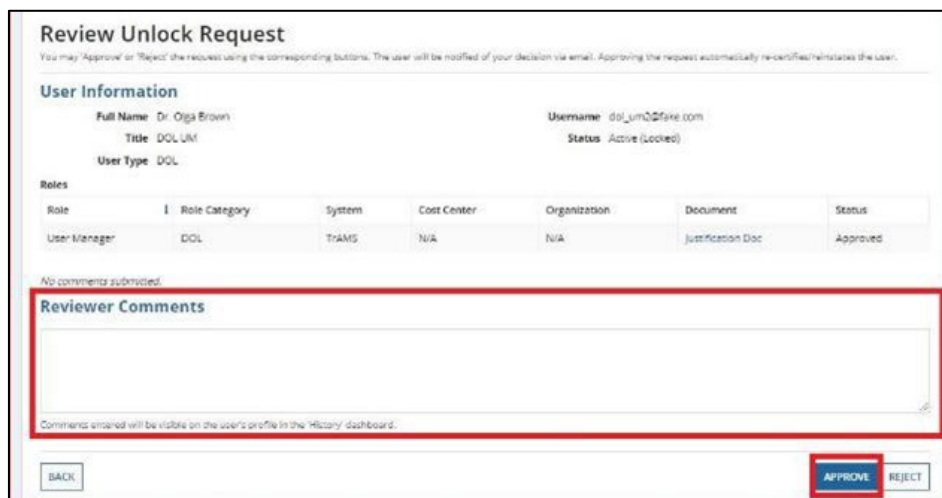 Review Unlock Request
You may 'Approve' or 'Reject' the request using the corresponding buttons. The user will be notified of your decision via email. Approving the request automatically re-certifies/reinstates the user.
User Information
Full Name Dr. Olga Brown Username dol_um2@fake.com
Title DOL UM Status Active (Locked)
User Type DOL
Roles
Role Role Category System Cost Center Organization Document Status
User Manager DOL TrAMS N/A N/A Justification Doc Approved
No comments submitted.
Reviewer Comments
Comments entered will be visible on the user's profile in the 'History' dashboard.
BACK APPROVE REJECT